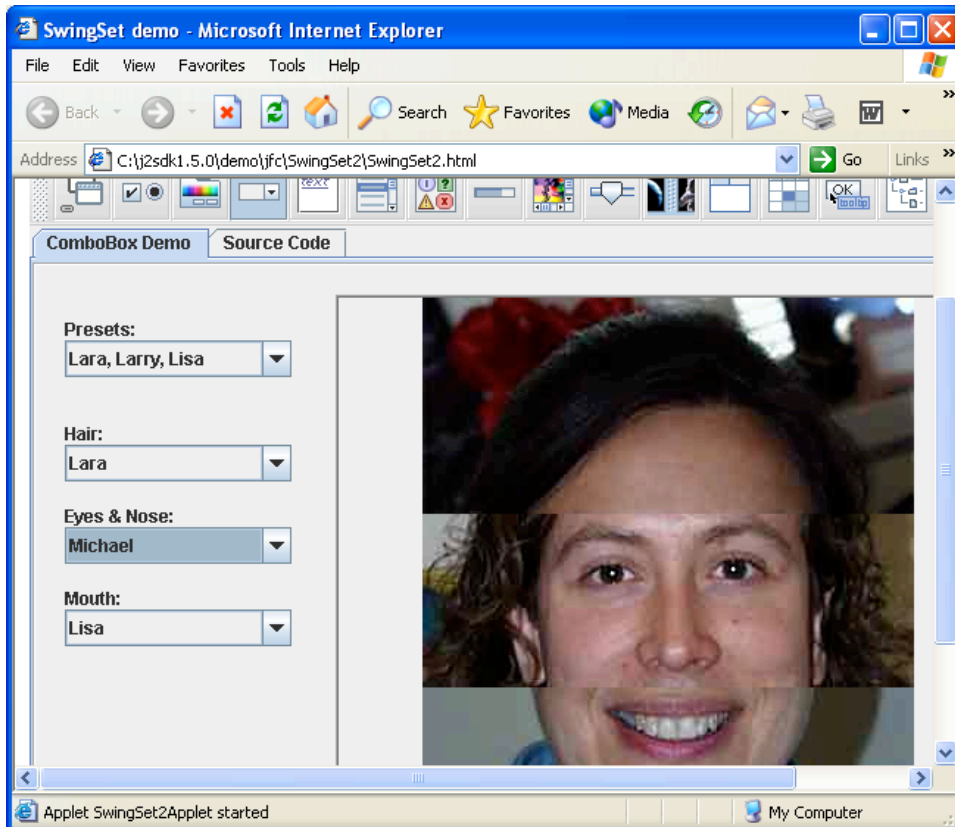 SwingSet demo - Microsoft Internet Explorer
File Edit View Favorites Tools Help
Back Search Favorites Media W
Address C:\j2sdk1.5.0\demo\jfc\SwingSet2\SwingSet2.html Go Links
text OK
tooltip
ComboBox Demo Source Code
Presets:
Lara, Larry, Lisa
Hair:
Lara
Eyes & Nose:
Michael
Mouth:
Lisa
Applet SwingSet2Applet started My Computer